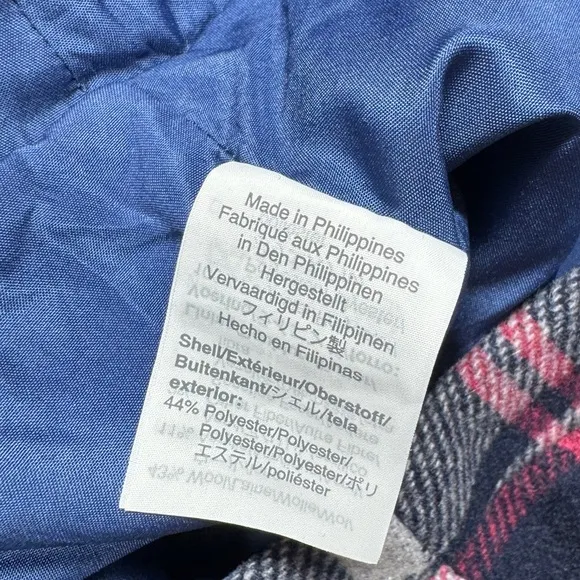 Made in Philippines
Fabriqué aux Philippines
in Den Philippinen
Hergestellt
Vervaardigd in Filipijnen
フィリピン製
Hecho en Filipinas
Shell/Extérieur/Oberstoff/
Buitenkant/シェル/tela
exterior:
44% Polyester/Polyester/
Polyester/Polyester/ポリ
エステル/poliéster